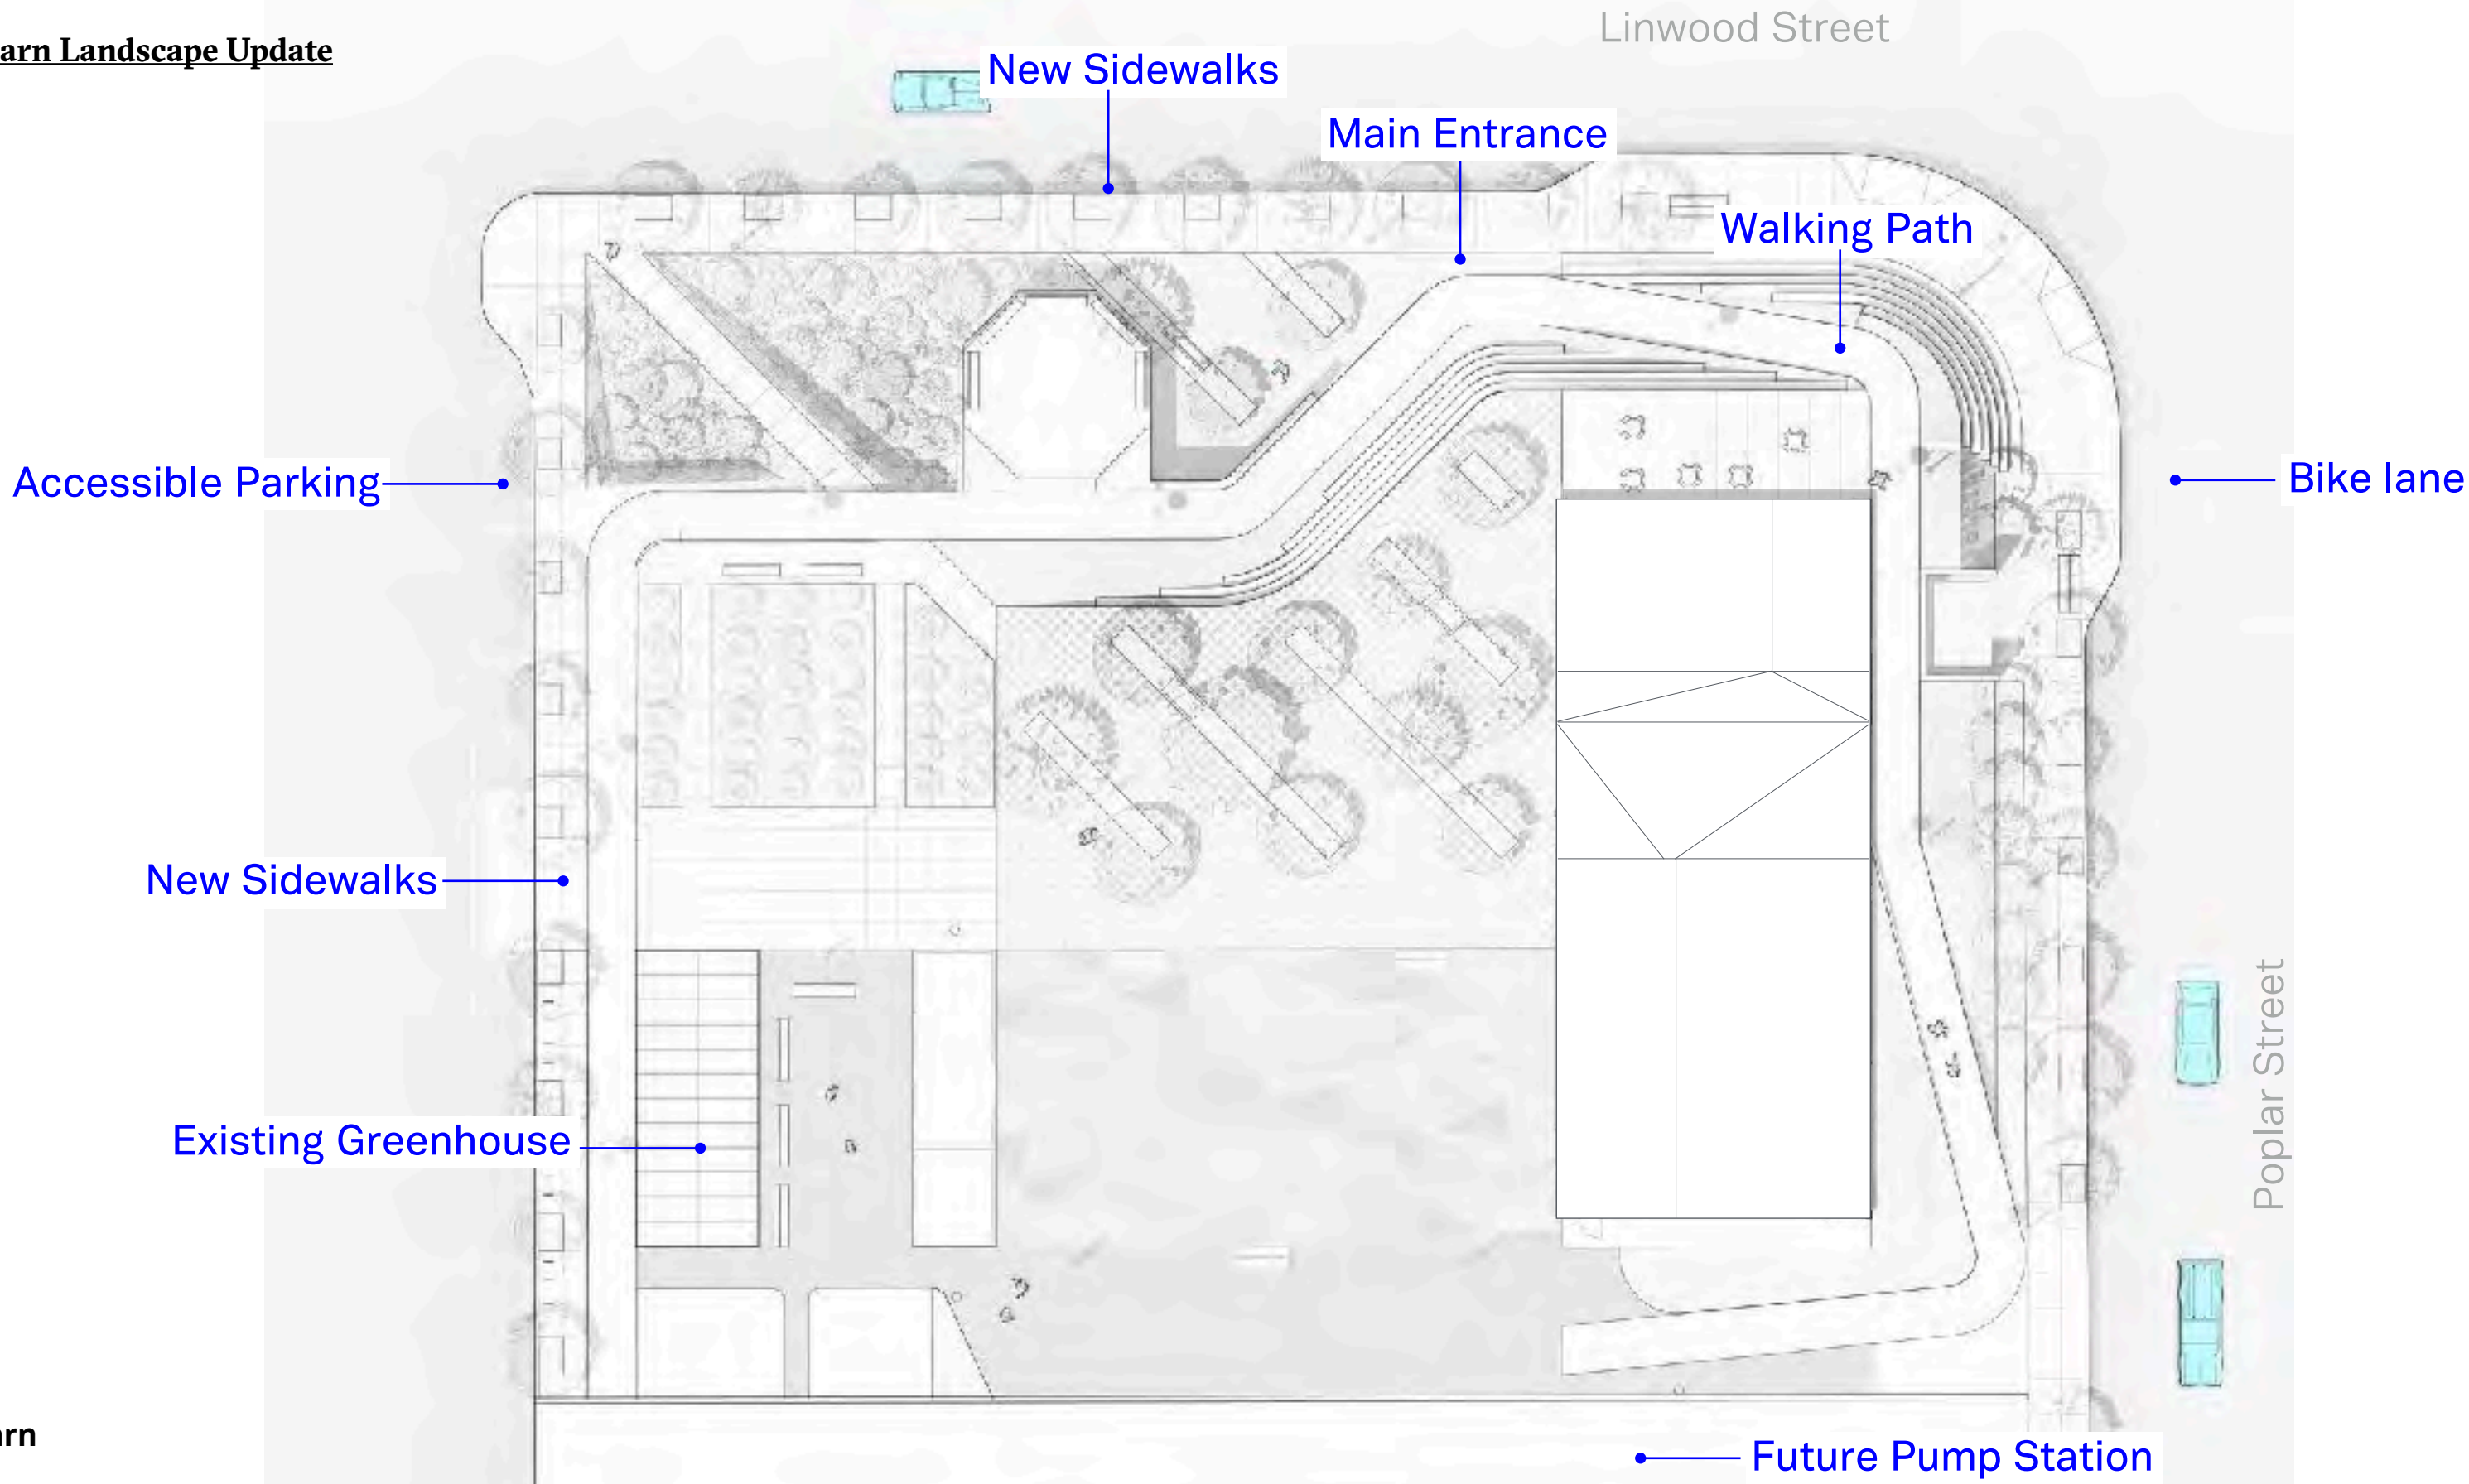 Linwood Street
arn Landscape Update
New Sidewalks
Main Entrance
Walking Path
Accessible Parking
Bike lane
New Sidewalks
Poplar Street
Existing Greenhouse
arn
Future Pump Station